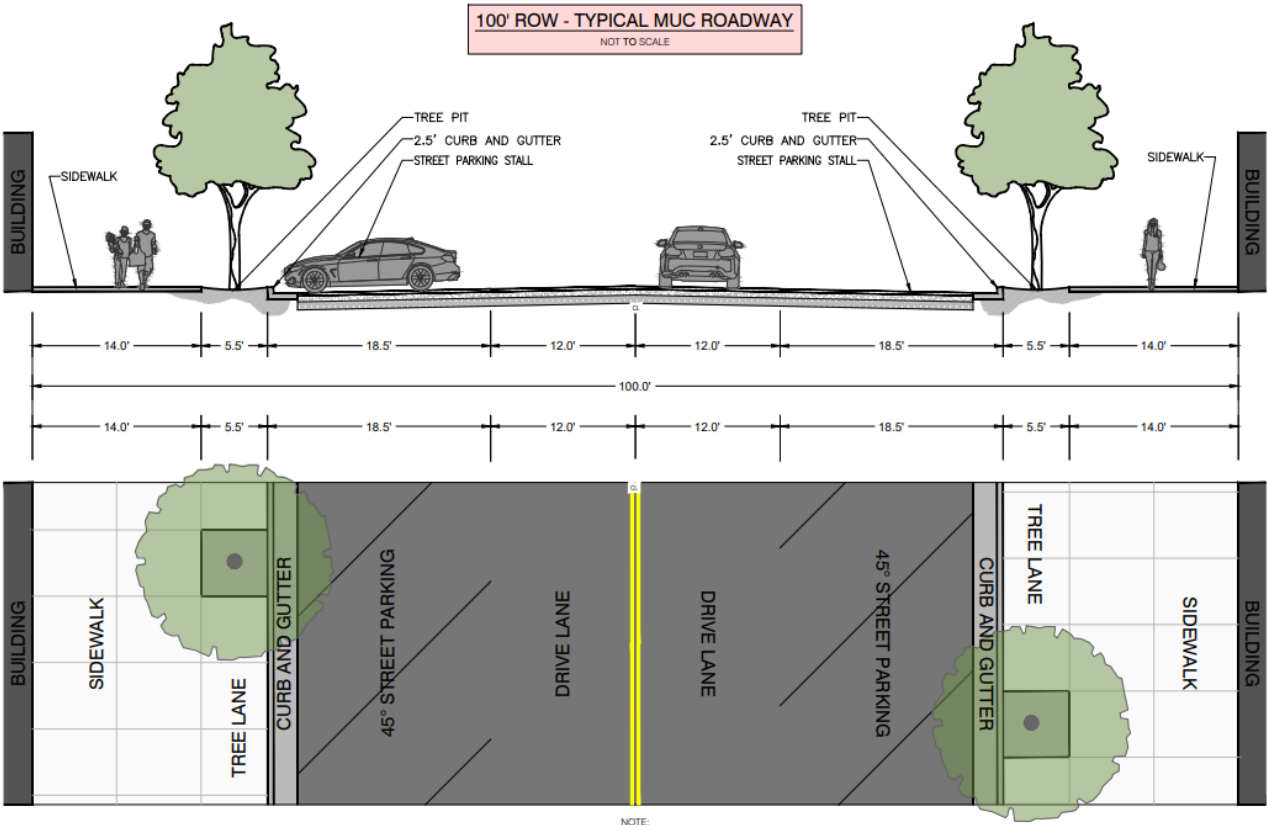 100' ROW - TYPICAL MUC ROADWAY
NOT TO SCALE
TREE PIT
2.5' CURB AND GUTTER
STREET PARKING STALL
TREE PIT
2.5' CURB AND GUTTER
STREET PARKING STALL
SIDEWALK
SIDEWALK
BUILDING
BUILDING
CL
14.0' 5.5' 18.5' 12.0' 12.0' 18.5' 5.5' 14.0'
100.0'
14.0' 5.5' 18.5' 12.0' 12.0' 18.5' 5.5' 14.0'
CL
BUILDING
SIDEWALK
TREE LANE
CURB AND GUTTER
45° STREET PARKING
DRIVE LANE
DRIVE LANE
45° STREET PARKING
CURB AND GUTTER
TREE LANE
SIDEWALK
BUILDING
NOTE: